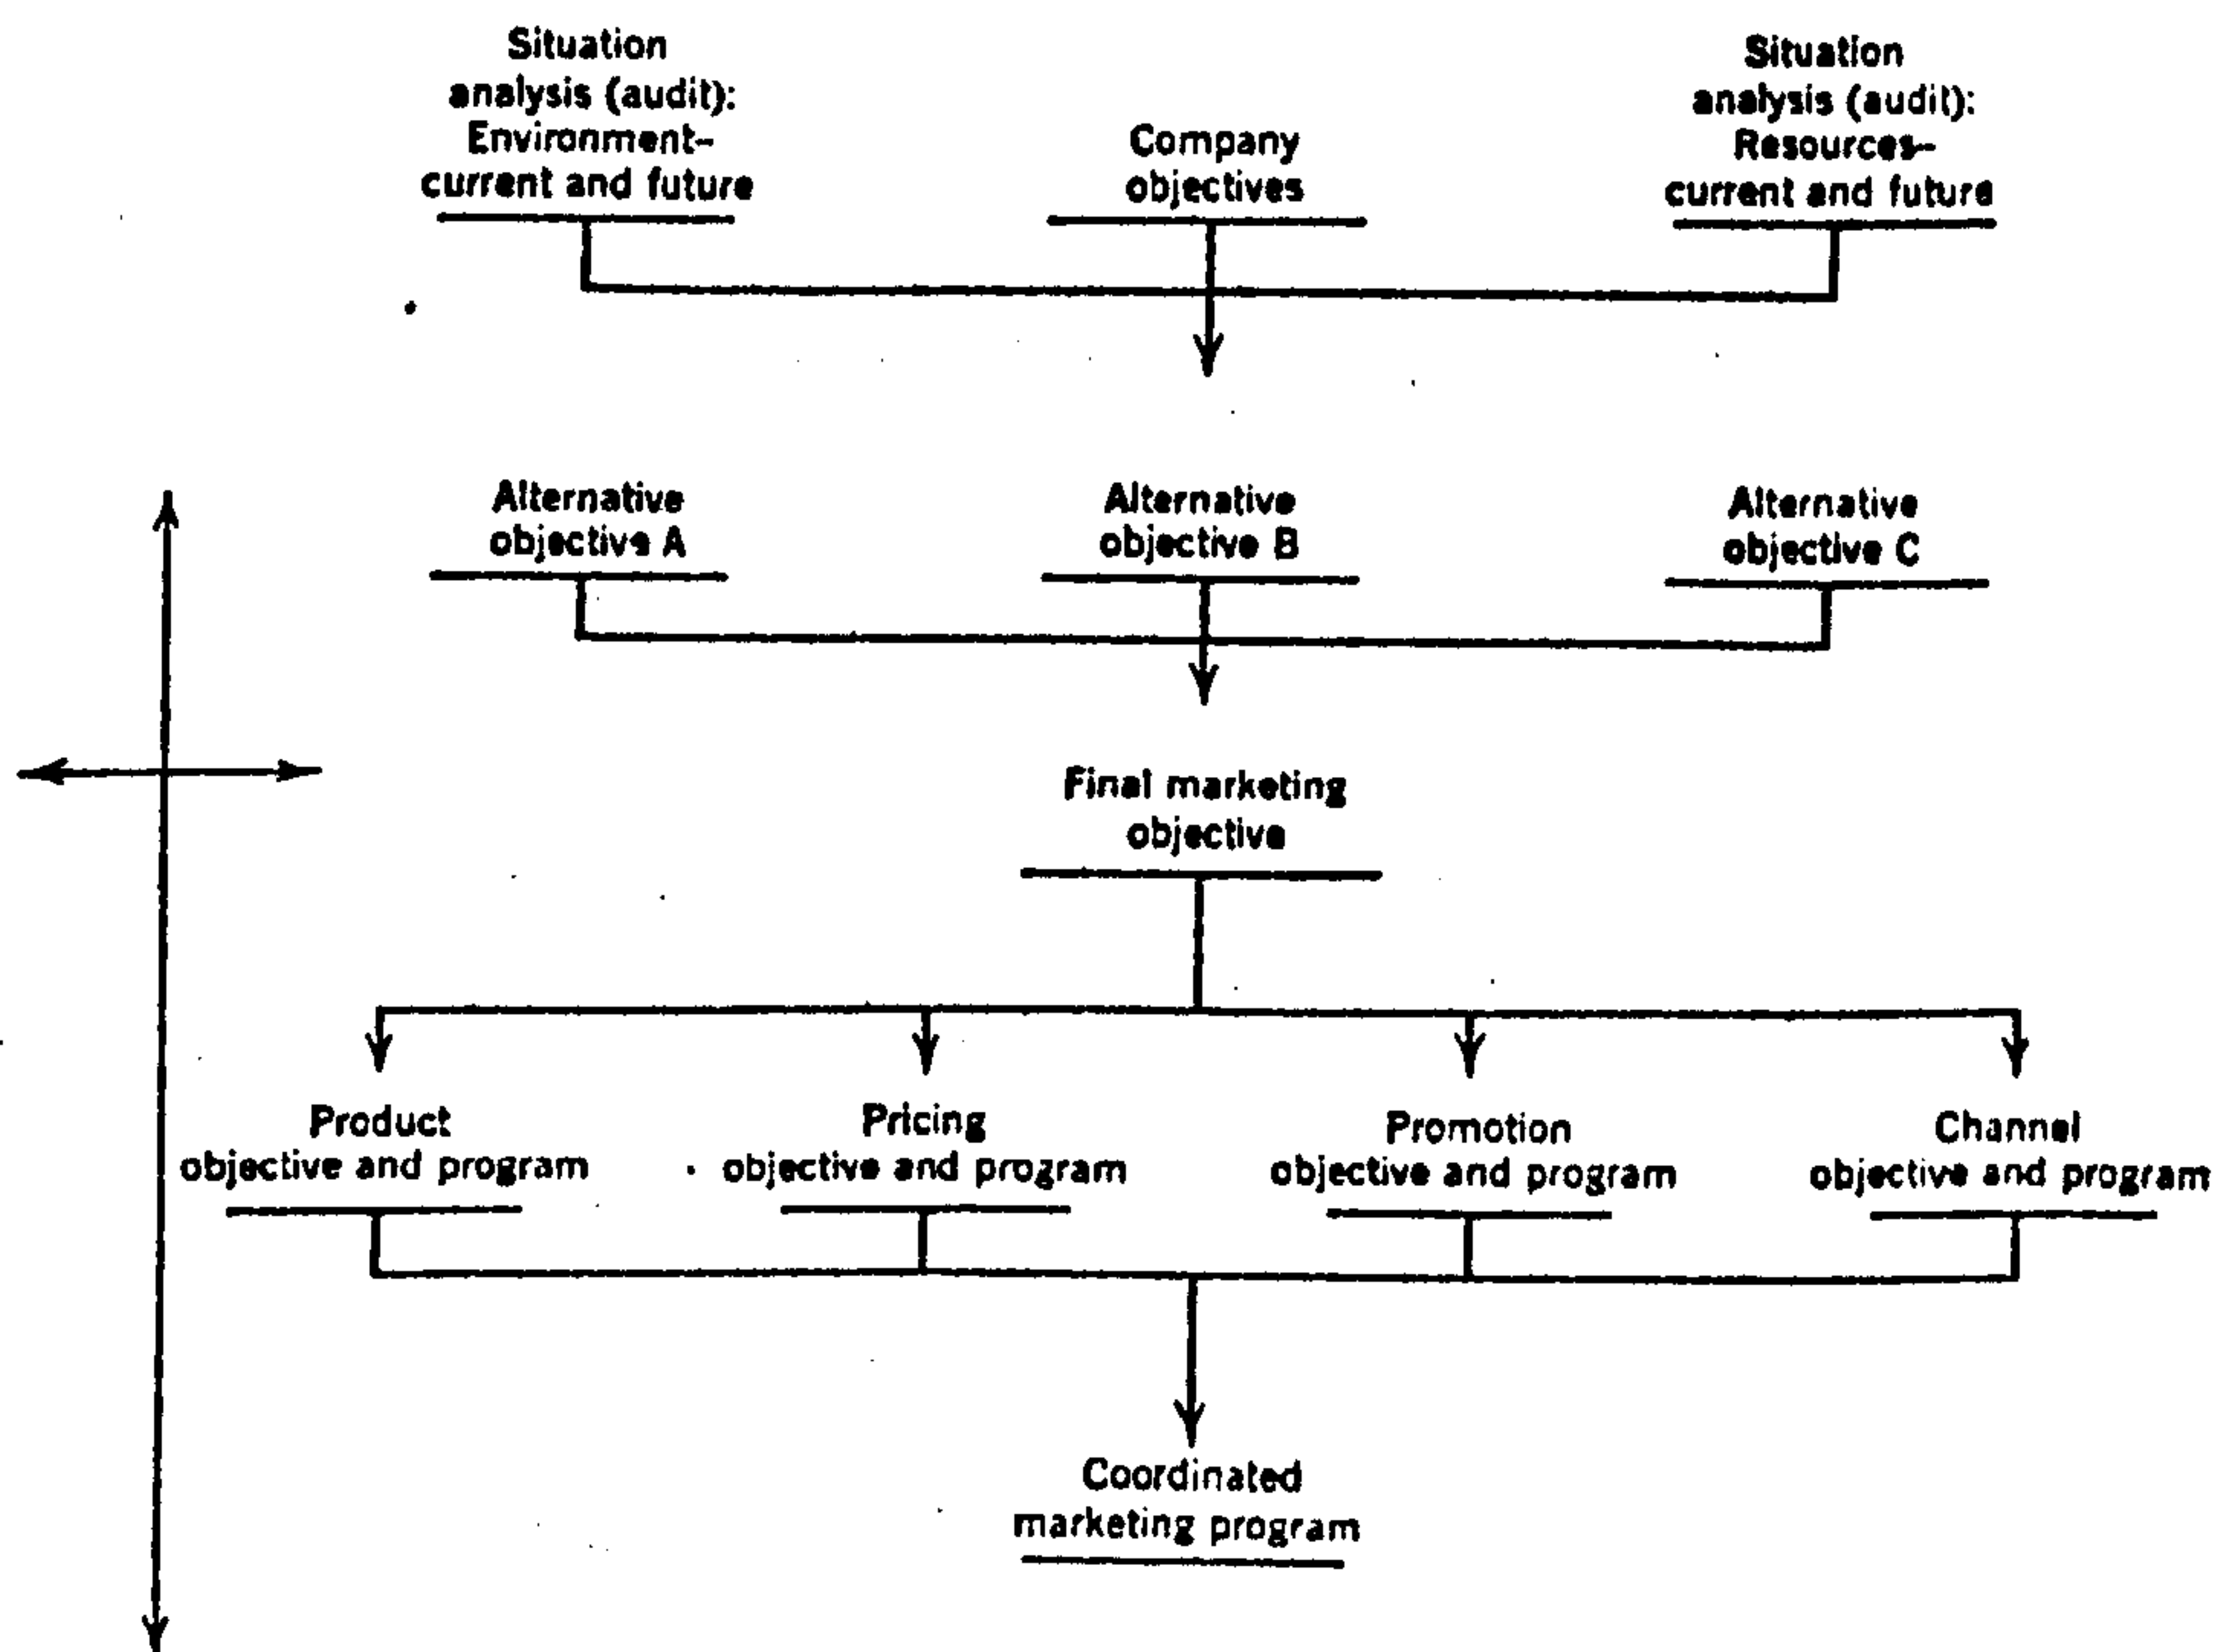 Situation
analysis (audit):
Environment–
current and future
Company
objectives
Situation
analysis (audit):
Resources–
current and future
Alternative
objective A
Alternative
objective B
Alternative
objective C
Final marketing
objective
Product
objective and program
Pricing
objective and program
Promotion
objective and program
Channel
objective and program
Coordinated
marketing program